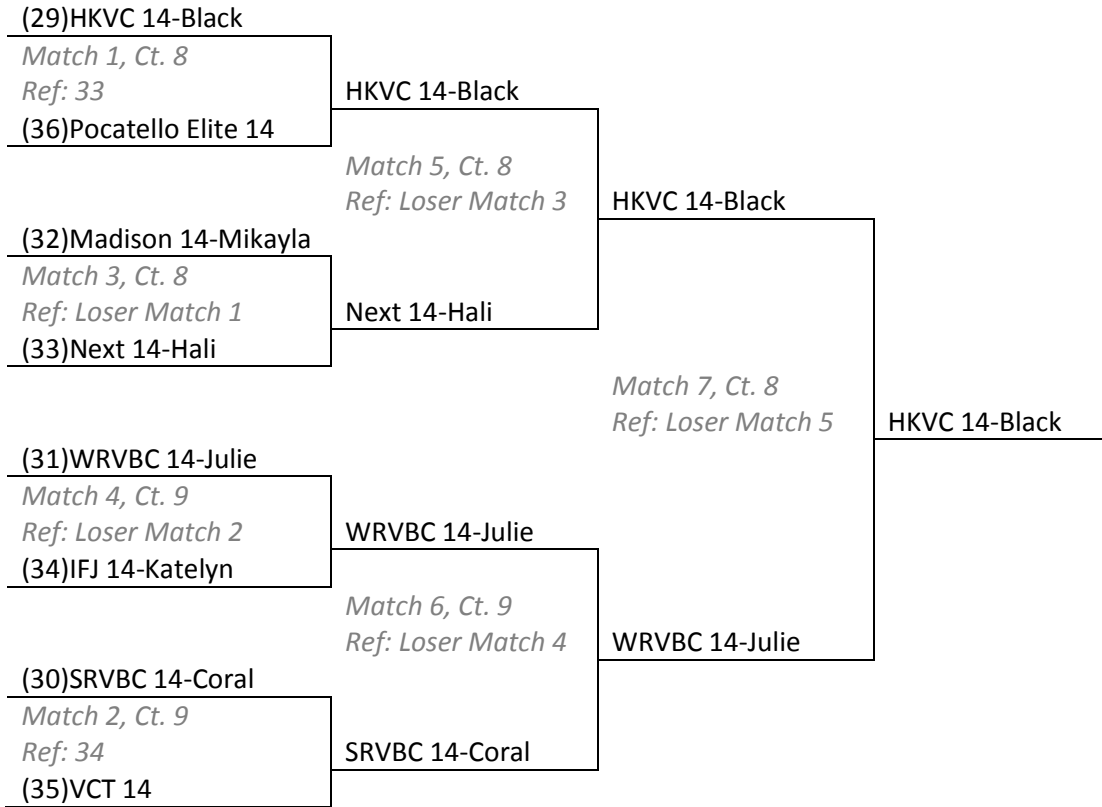 (29)HKVC 14-Black
Match 1, Ct. 8
Ref: 33
(36)Pocatello Elite 14
HKVC 14-Black
Match 5, Ct. 8
Ref: Loser Match 3
HKVC 14-Black
(32)Madison 14-Mikayla
Match 3, Ct. 8
Ref: Loser Match 1
(33)Next 14-Hali
Next 14-Hali
Match 7, Ct. 8
Ref: Loser Match 5
HKVC 14-Black
(31)WRVBC 14-Julie
Match 4, Ct. 9
Ref: Loser Match 2
(34)IFJ 14-Katelyn
WRVBC 14-Julie
Match 6, Ct. 9
Ref: Loser Match 4
WRVBC 14-Julie
(30)SRVBC 14-Coral
Match 2, Ct. 9
Ref: 34
(35)VCT 14
SRVBC 14-Coral